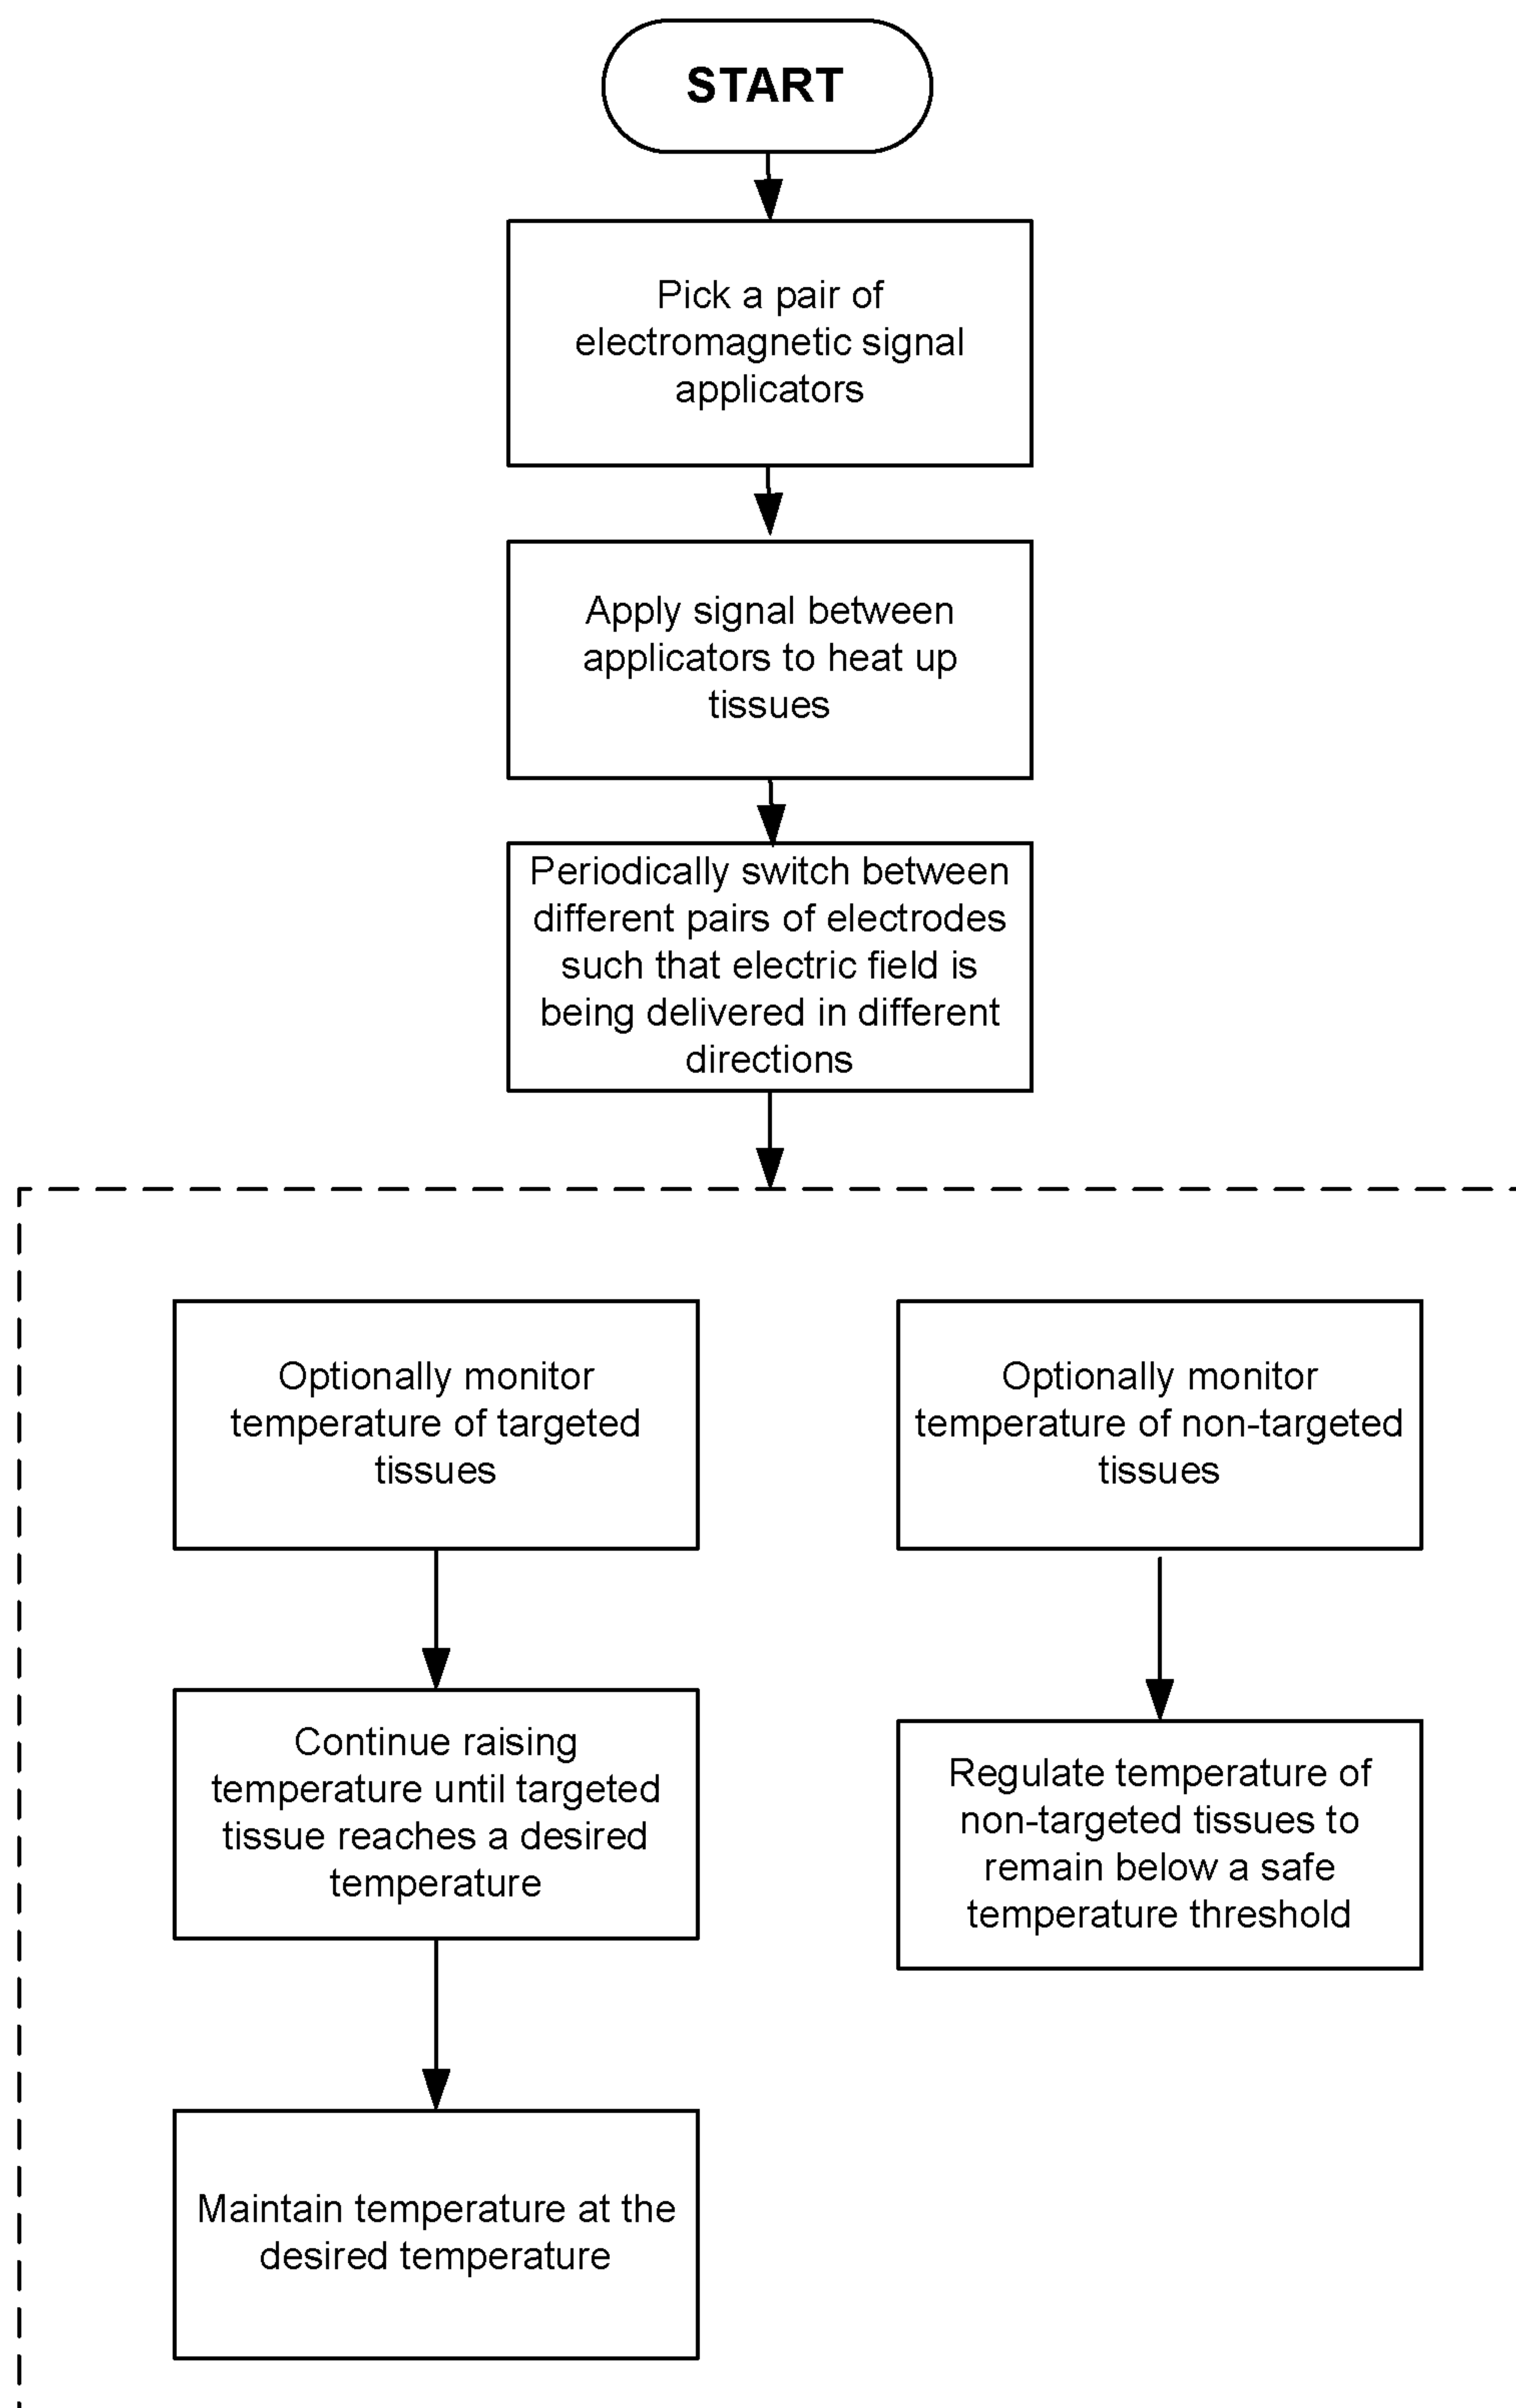 START
Pick a pair of
electromagnetic signal
applicators
Apply signal between
applicators to heat up
tissues
Periodically switch between
different pairs of electrodes
such that electric field is
being delivered in different
directions
Optionally monitor
temperature of targeted
tissues
Continue raising
temperature until targeted
tissue reaches a desired
temperature
Maintain temperature at the
desired temperature
Optionally monitor
temperature of non-targeted
tissues
Regulate temperature of
non-targeted tissues to
remain below a safe
temperature threshold